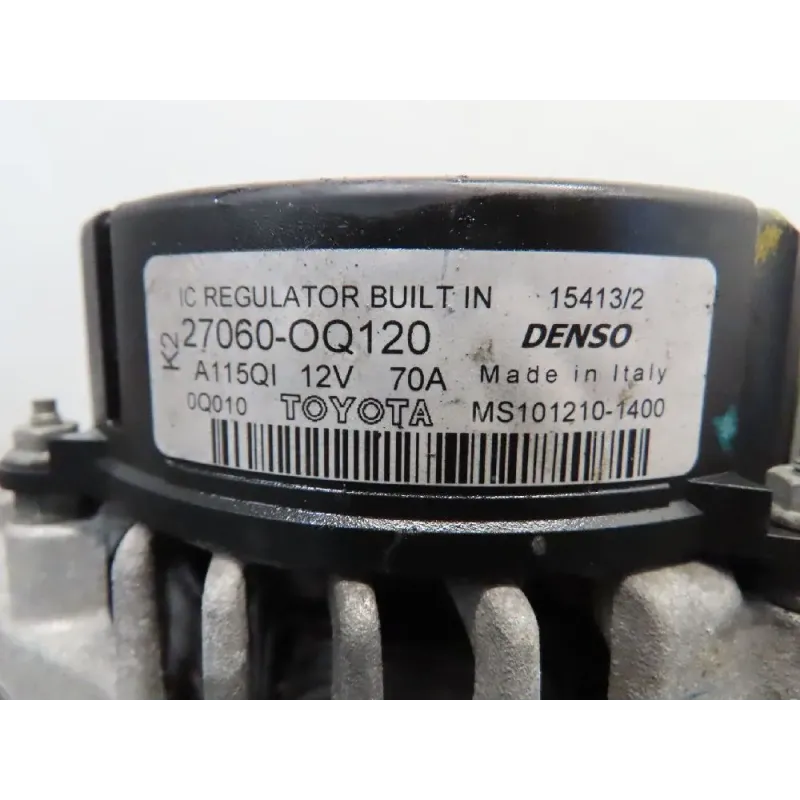 IC REGULATOR BUILT IN 15413/2
K2 27060-0Q120 DENSO
A115QI 12V 70A Made in Italy
0Q010 TOYOTA MS101210-1400